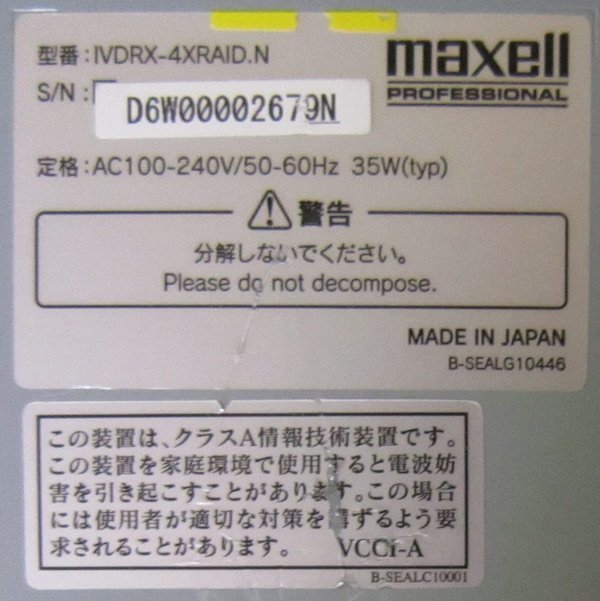 型番：IVDRX-4XRAID.N
maxell
PROFESSIONAL
S/N：
D6W00002679N
定格：AC100-240V/50-60Hz 35W(typ)
警告
分解しないでください。
Please do not decompose.
MADE IN JAPAN
B-SEALG10446
この装置は、クラスA情報技術装置です。
この装置を家庭環境で使用すると電波妨
害を引き起こすことがあります。この場合
には使用者が適切な対策を講ずるよう要
求されることがあります。 VCCI-A
B-SEALC10001